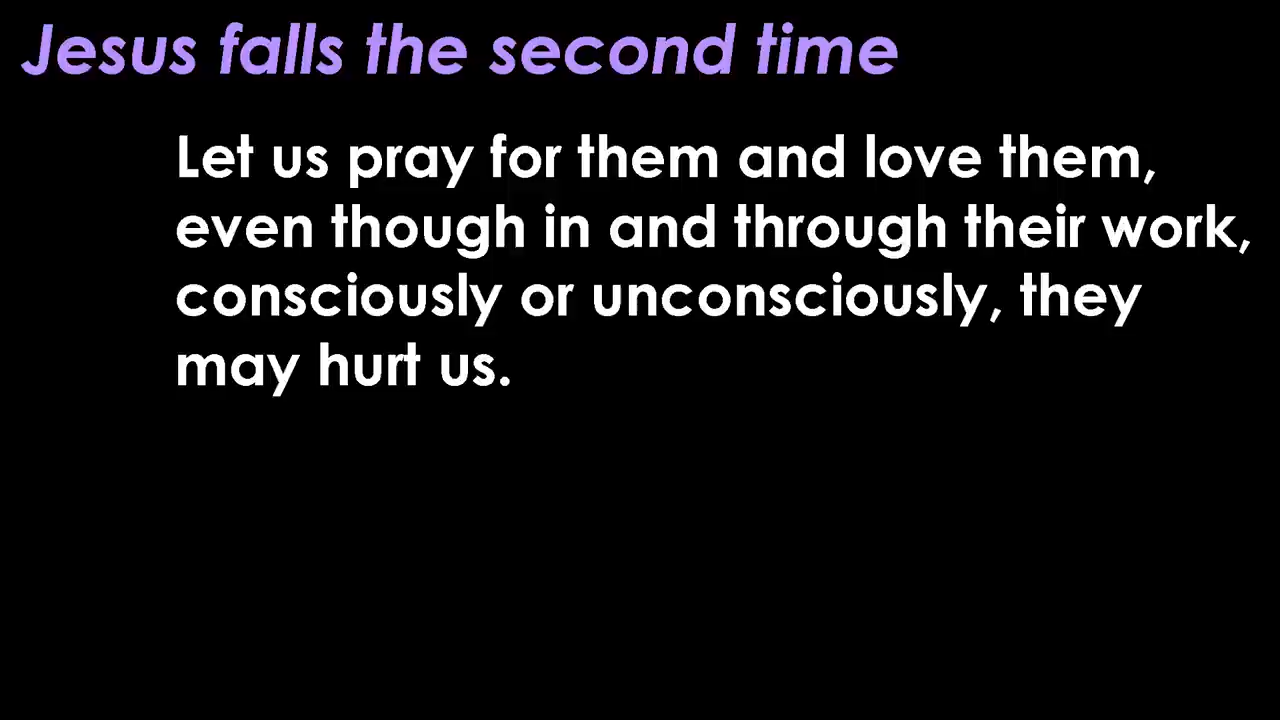 Jesus falls the second time
Let us pray for them and love them,
even though in and through their work,
consciously or unconsciously, they
may hurt us.